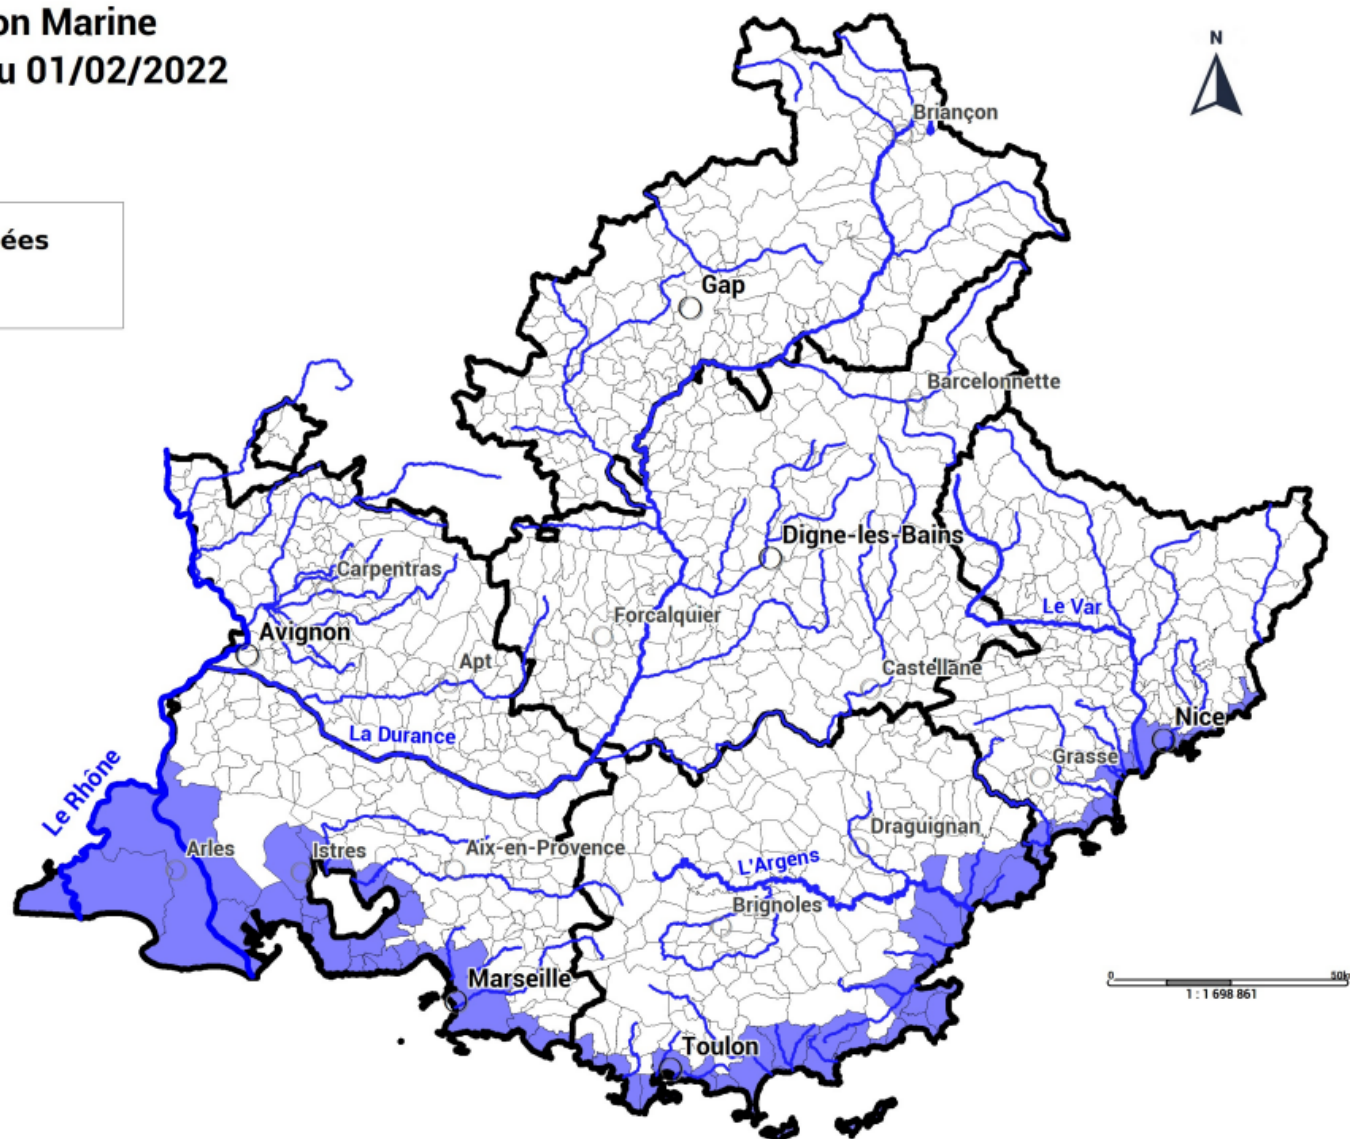 on Marine
u 01/02/2022
N
ées
Briançon
Gap
Barcelonnette
Digne-les-Bains
Carpentras
Le Var
Forcalquier
Avignon
Apt
Castellane
Nice
La Durance
Grasse
Le Rhône
Draguignan
Arles
Istres
Aix-en-Provence
L'Argens
Brignoles
Marseille
0 50k
1 : 1 698 861
Toulon